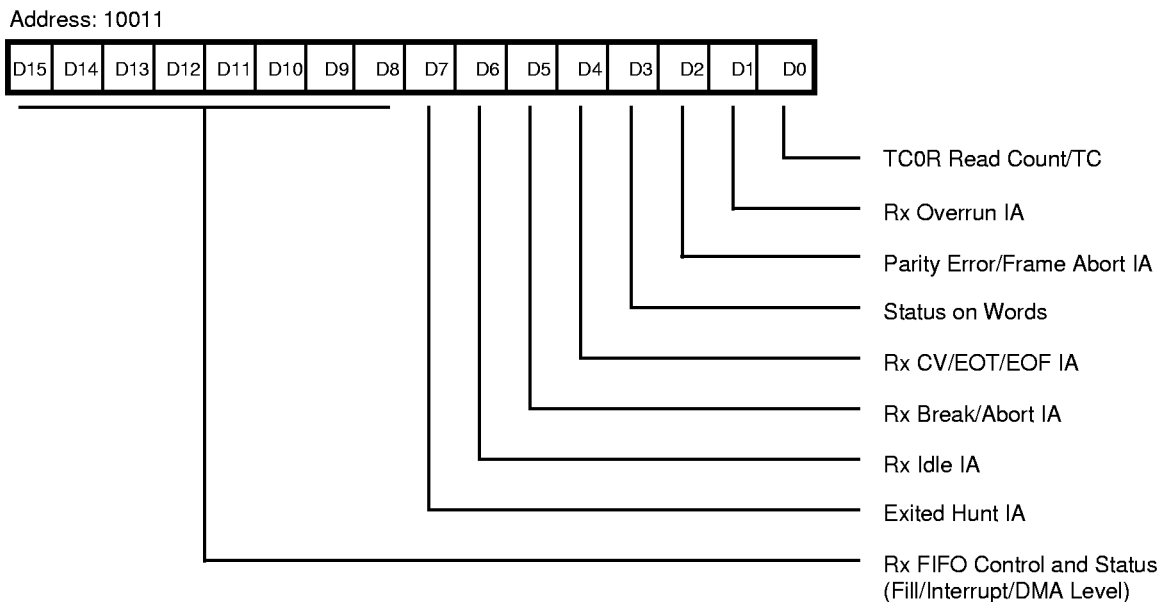 Address: 10011
D15 D14 D13 D12 D11 D10 D9 D8 D7 D6 D5 D4 D3 D2 D1 D0
TC0R Read Count/TC
Rx Overrun IA
Parity Error/Frame Abort IA
Status on Words
Rx CV/EOT/EOF IA
Rx Break/Abort IA
Rx Idle IA
Exited Hunt IA
Rx FIFO Control and Status
(Fill/Interrupt/DMA Level)